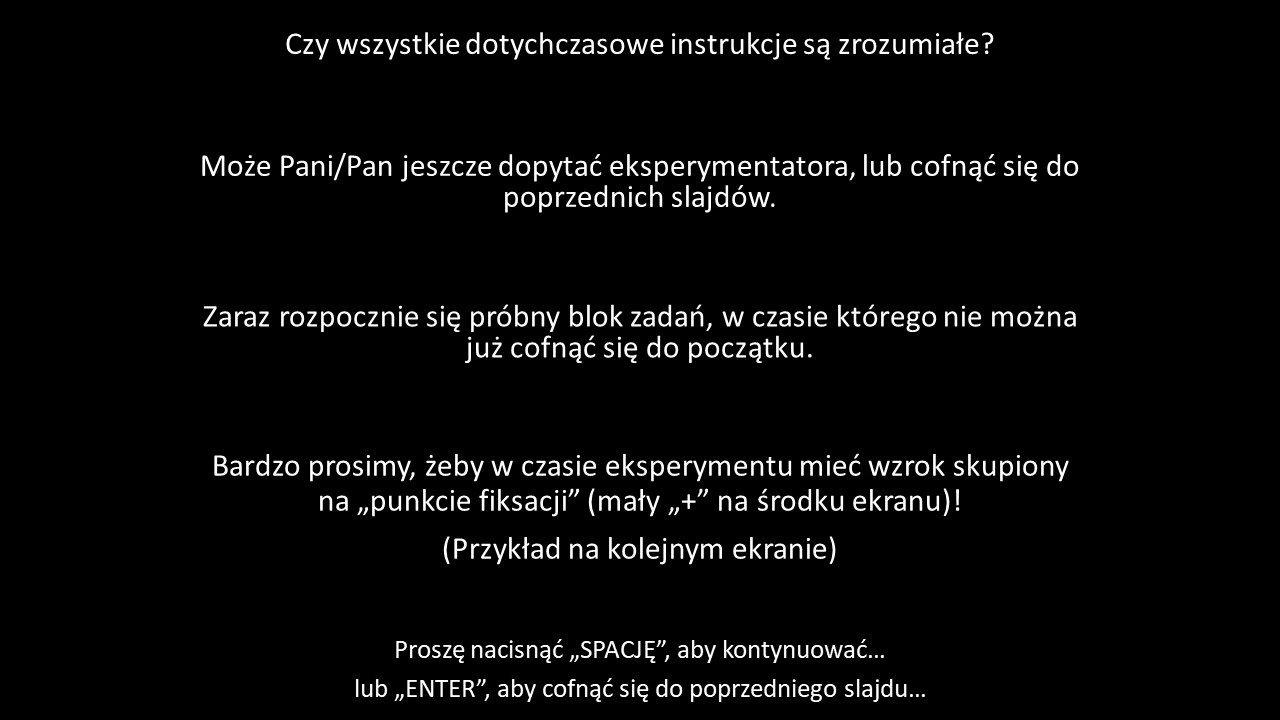 Czy wszystkie dotychczasowe instrukcje są zrozumiałe?
Może Pani/Pan jeszcze dopytać eksperymentatora, lub cofnąć się do
poprzednich slajdów.
Zaraz rozpocznie się próbny blok zadań, w czasie którego nie można
już cofnąć się do początku.
Bardzo prosimy, żeby w czasie eksperymentu mieć wzrok skupiony
na „punkcie fiksacji” (mały „+” na środku ekranu)!
(Przykład na kolejnym ekranie)
Proszę nacisnąć „SPACJĘ”, aby kontynuować…
lub „ENTER”, aby cofnąć się do poprzedniego slajdu…